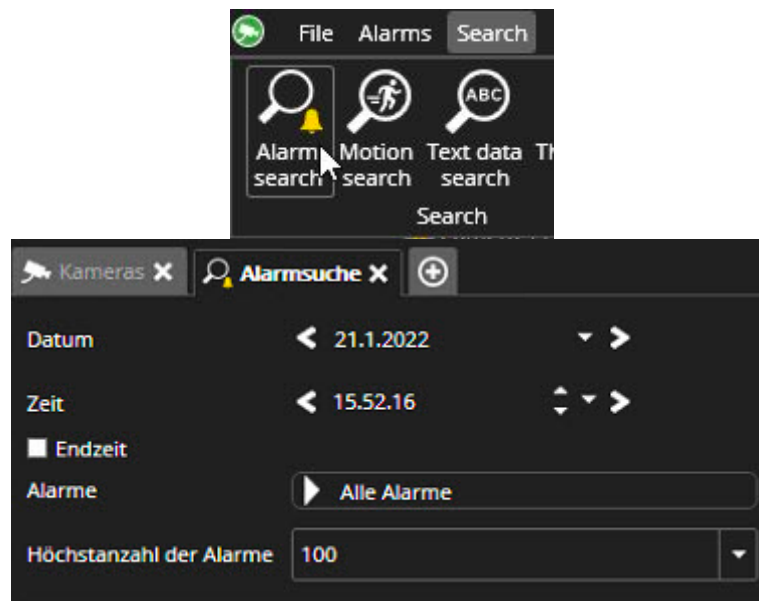 File Alarms Search
ABC
Alarm Motion Text data
search search search
Search
Kameras Alarmsuche
Datum 21.1.2022
Zeit 15.52.16
Endzeit
Alarme Alle Alarme
Höchstanzahl der Alarme 100